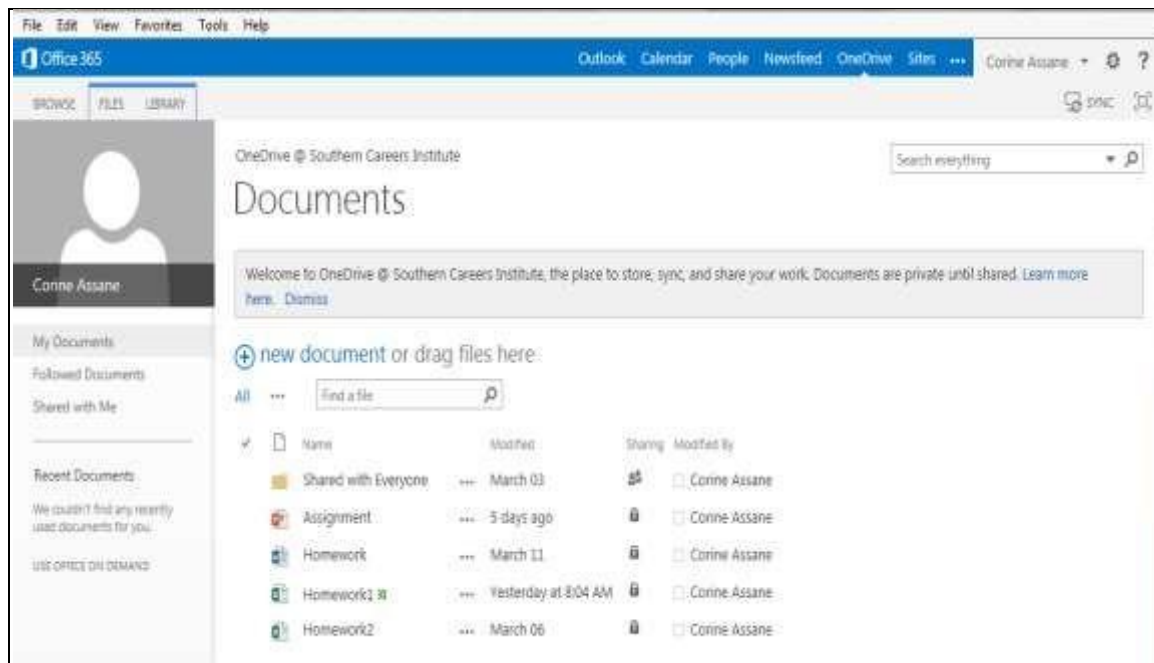 File Edit View Favorites Tools Help
Office 365 Outlook Calendar People Newsfeed OneDrive Sites ••• Corine Assane ?
BROWSE FILES LIBRARY SYNC
OneDrive @ Southern Careers Institute
Search everything
Documents
Corine Assane
Welcome to OneDrive @ Southern Careers Institute, the place to store, sync, and share your work. Documents are private until shared. Learn more
here. Dismiss
My Documents
Followed Documents
Shared with Me
Recent Documents
We couldn't find any recently
used documents for you.
USE OFFICE ON DEMAND
new document or drag files here
All ••• Find a file
Name Modified Sharing Modified By
Shared with Everyone ••• March 03 Corine Assane
Assignment ••• 5 days ago Corine Assane
Homework ••• March 11 Corine Assane
Homework1 ••• Yesterday at 8:04 AM Corine Assane
Homework2 ••• March 06 Corine Assane